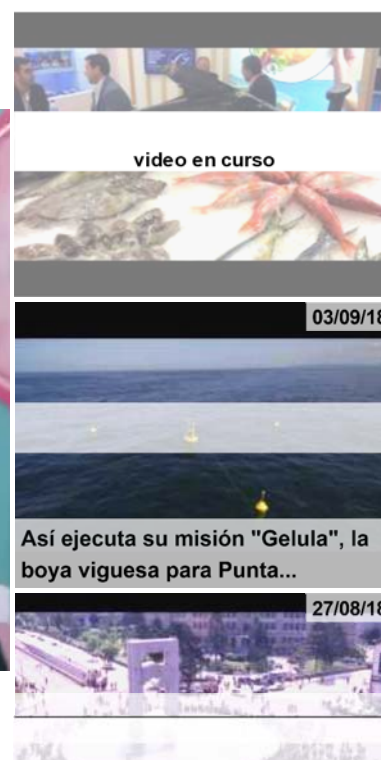 video en curso
03/09/18
Así ejecuta su misión "Gelula", la
boya viguesa para Punta...
27/08/18